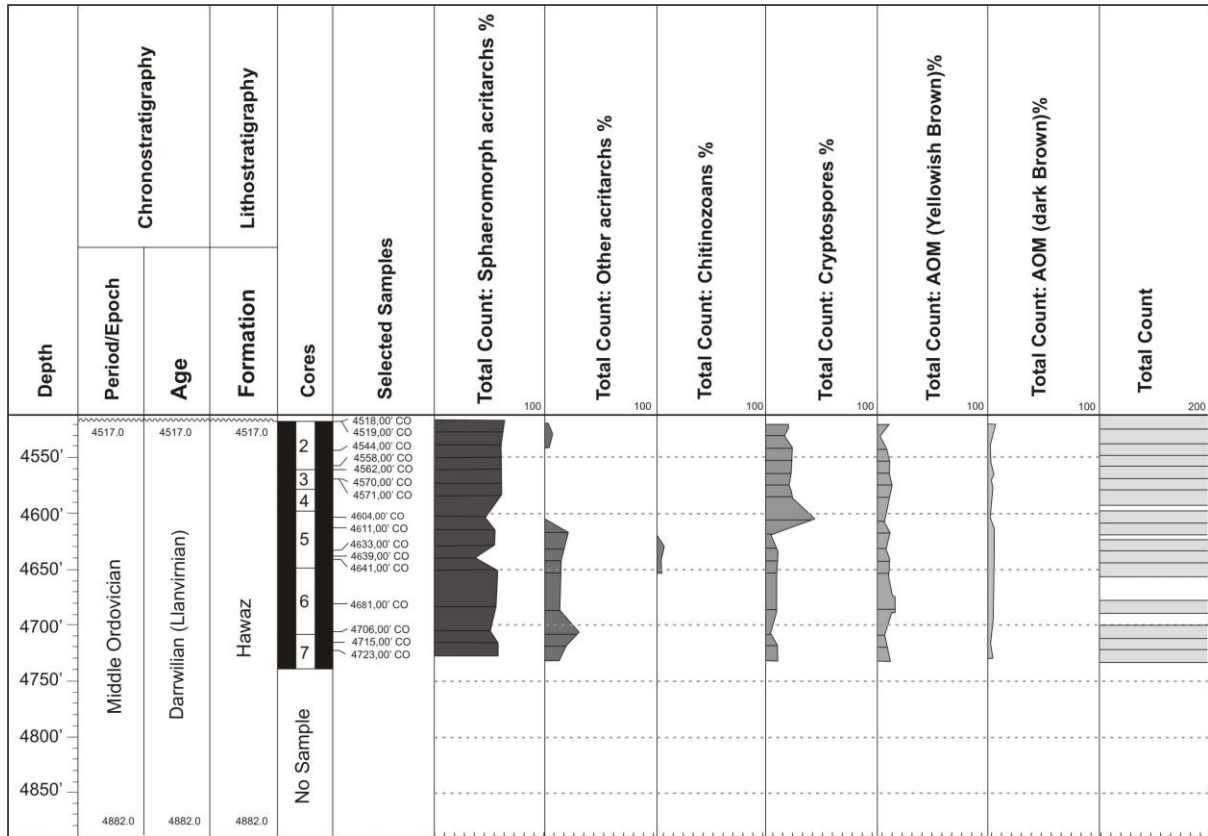 Chronostratigraphy
Lithostratigraphy
Depth
Period/Epoch
Age
Formation
Cores
Selected Samples
Total Count: Sphaeromorph acritarchs %
Total Count: Other acritarchs %
Total Count: Chitinozoans %
Total Count: Cryptospores %
Total Count: AOM (Yellowish Brown)%
Total Count: AOM (dark Brown)%
Total Count
100
100
100
100
100
100
200
4517.0
4517.0
4517.0
4550'
4600'
4650'
4700'
4750'
4800'
4850'
Middle Ordovician
Darrwilian (Llanvirnian)
Hawaz
2
3
4
5
6
7
No Sample
4518,00' CO
4519,00' CO
4544,00' CO
4558,00' CO
4562,00' CO
4570,00' CO
4571,00' CO
4604,00' CO
4611,00' CO
4633,00' CO
4639,00' CO
4641,00' CO
4681,00' CO
4706,00' CO
4715,00' CO
4723,00' CO
4882.0
4882.0
4882.0